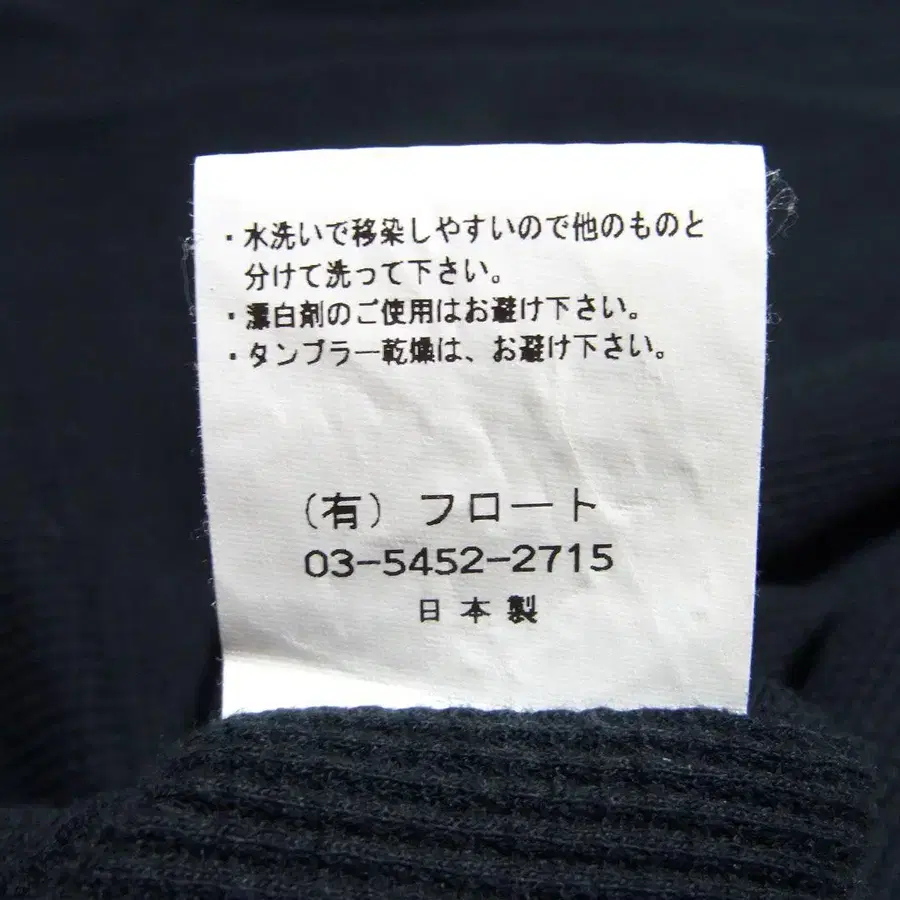 ・水洗いで移染しやすいので他のものと
分けて洗って下さい。
・漂白剤のご使用はお避け下さい。
・タンブラー乾燥は、お避け下さい。
(有) フロート
03-5452-2715
日本製